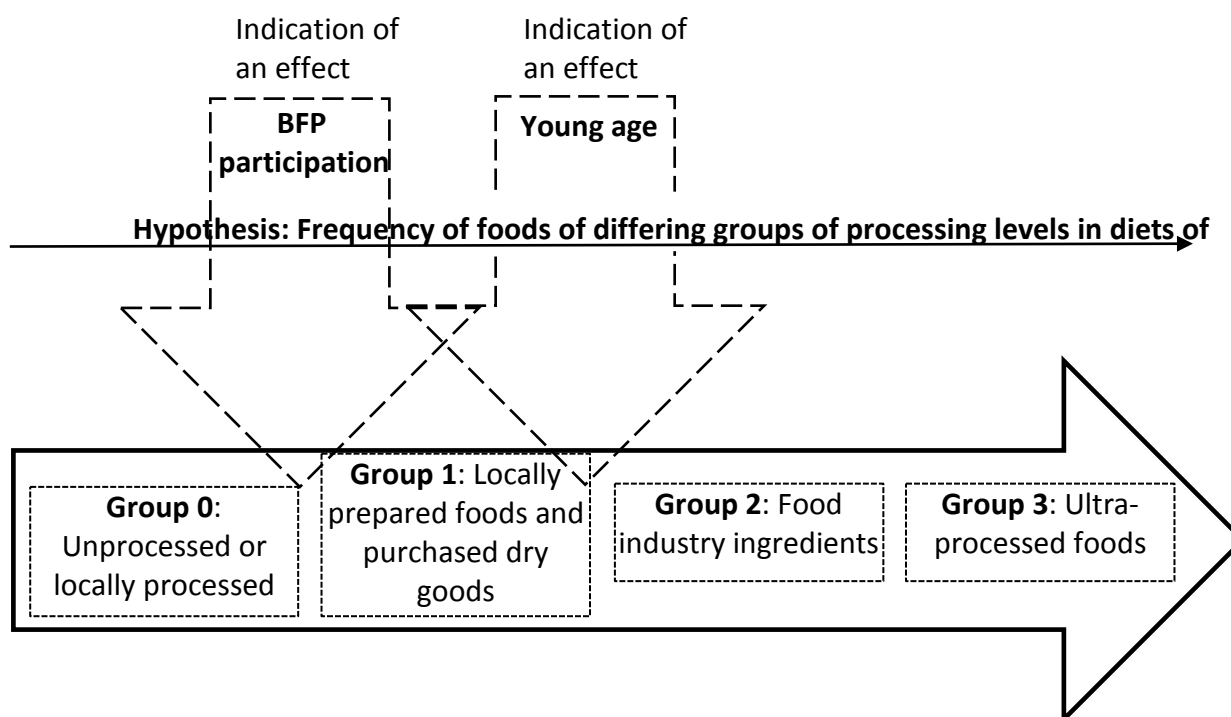 Indication of
an effect
Indication of
an effect
BFP
participation
Young age
Hypothesis: Frequency of foods of differing groups of processing levels in diets of
Group 0:
Unprocessed or
locally processed
Group 1: Locally
prepared foods and
purchased dry
goods
Group 2: Food
industry ingredients
Group 3: Ultra-
processed foods